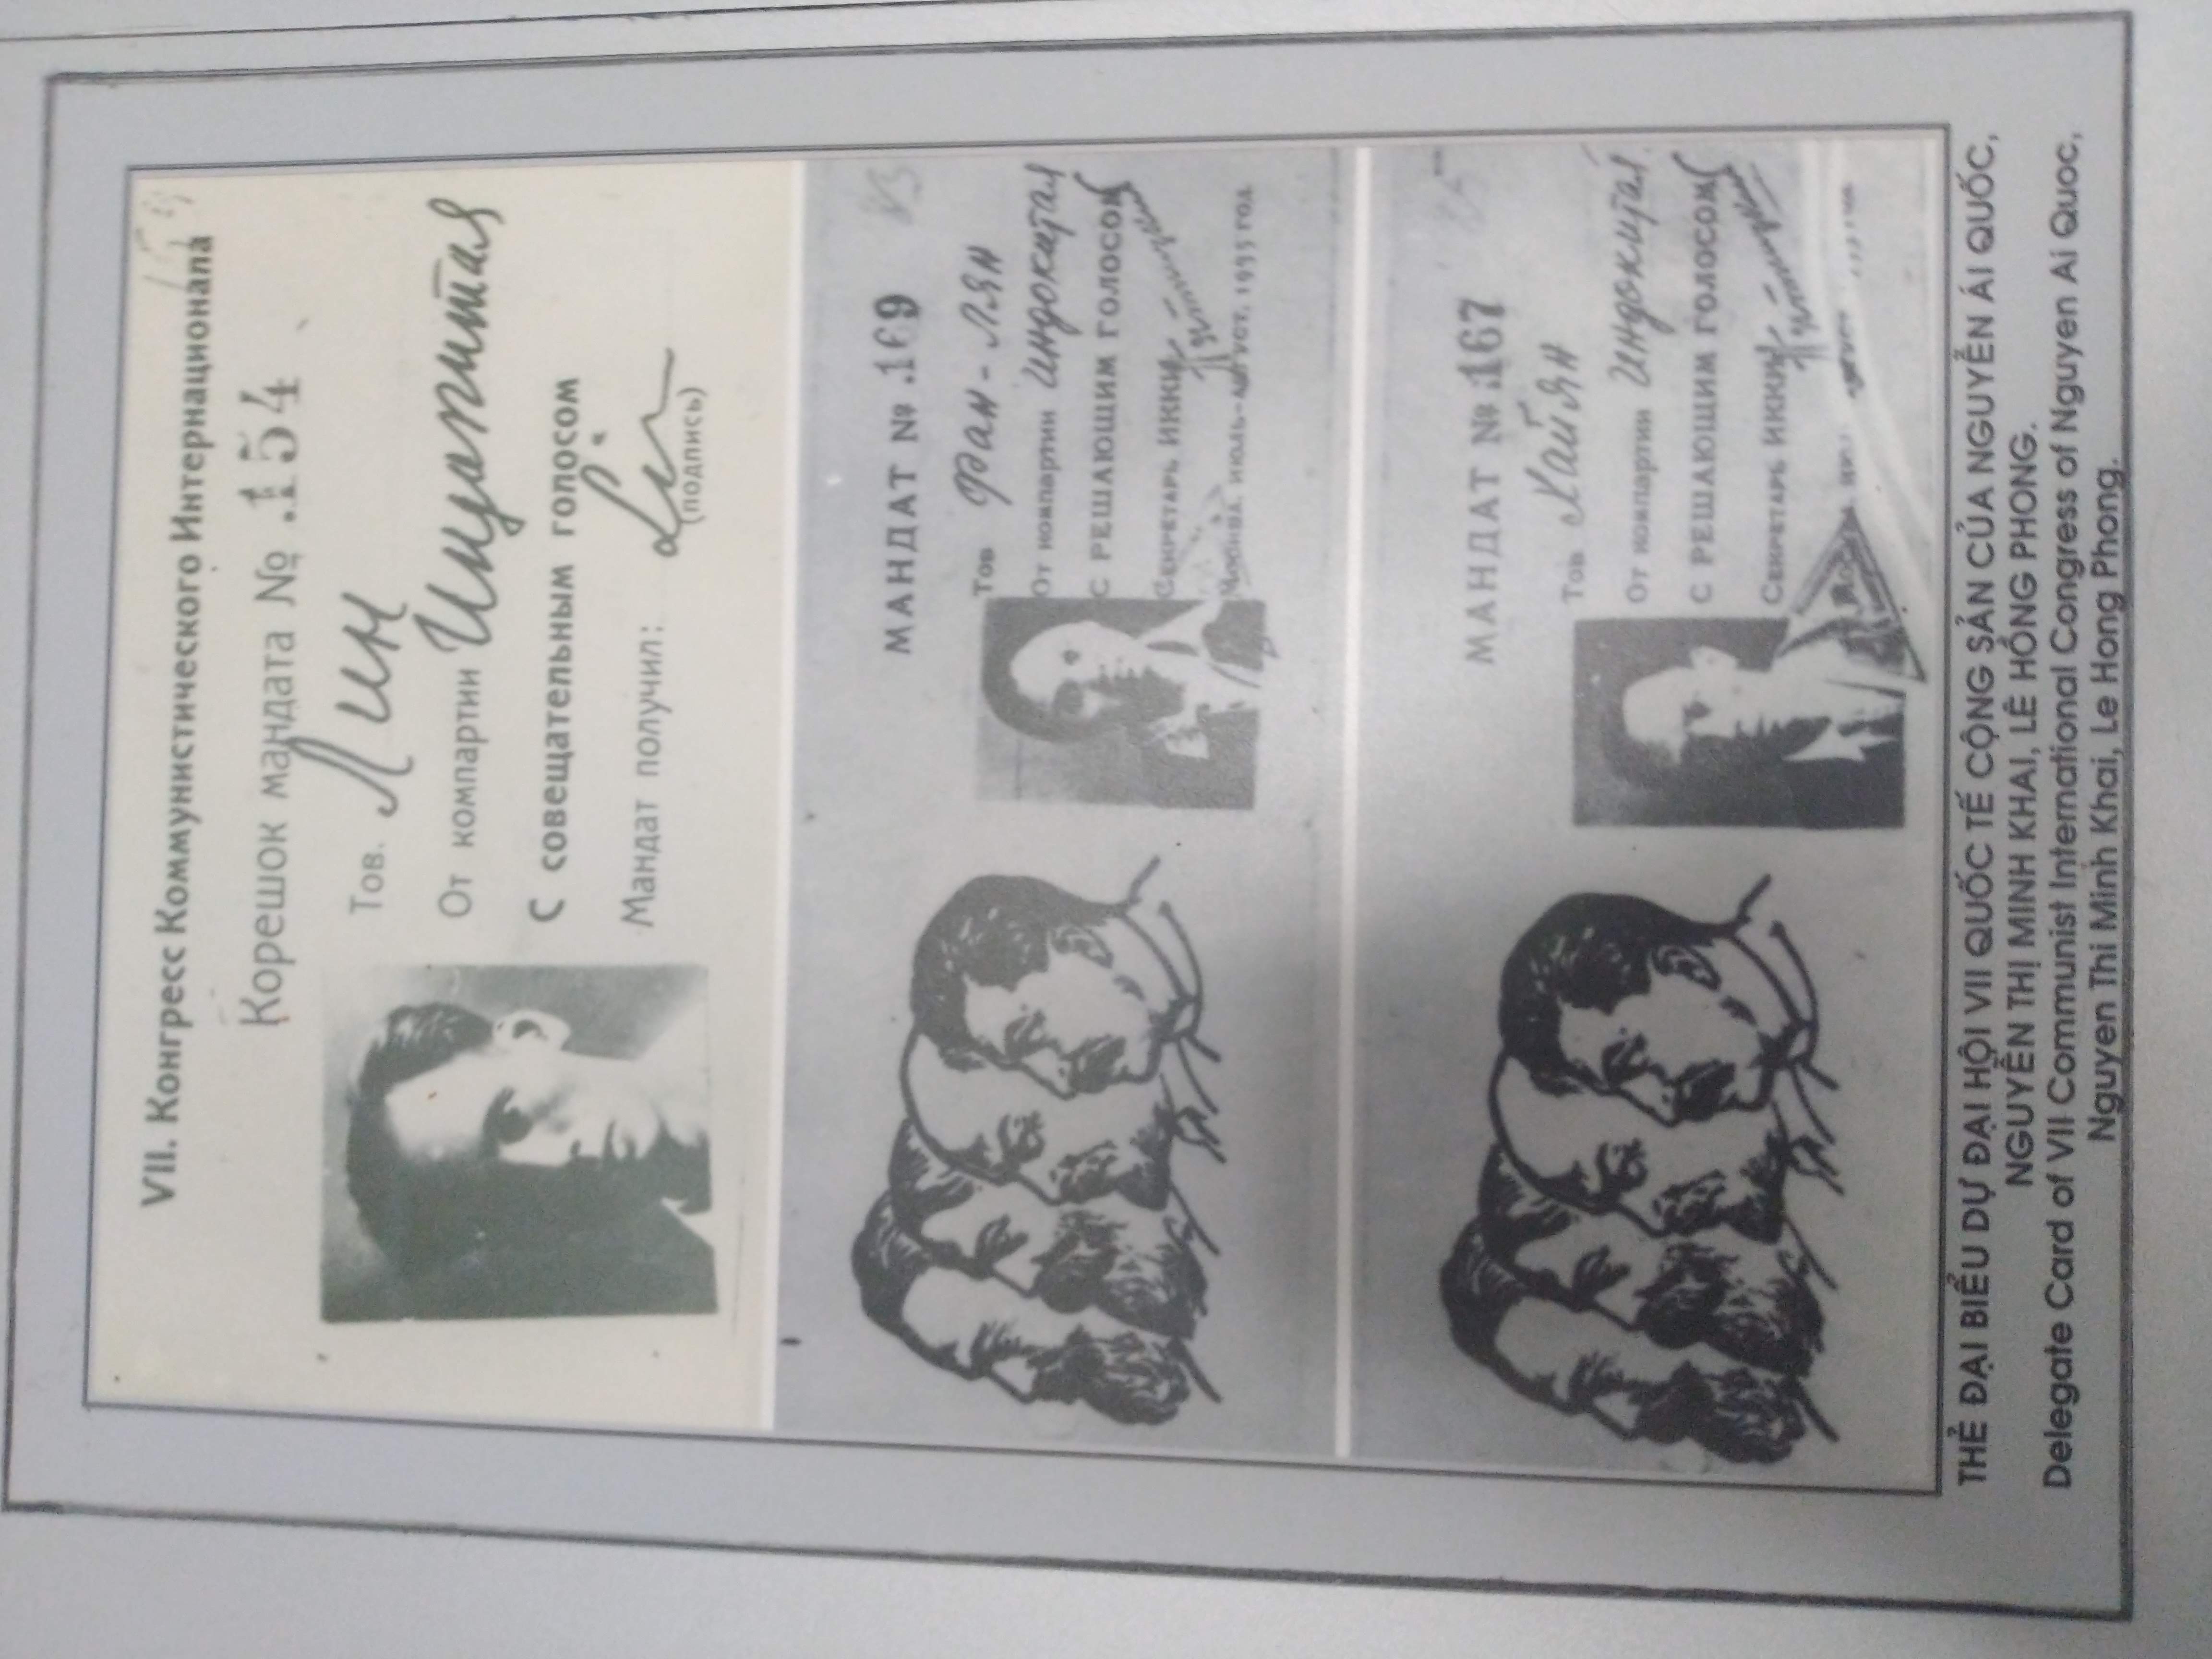 VII. Конгресс Коммунистического Интернационала
Корешок мандата № 154
Тов. Лин
От компартии Индокитая
С совещательным голосом
Мандат получил: Lin
(подпись)
МАНДАТ № 169
Тов Фан-Лян
От компартии Индокитая
С РЕШАЮЩИМ ГОЛОСОМ
СЕКРЕТАРЬ ИККИ
МОСКВА, ИЮЛЬ-АВГУСТ, 1935 ГОД
МАНДАТ № 167
Тов Хайян
От компартии Индокитая
С РЕШАЮЩИМ ГОЛОСОМ
СЕКРЕТАРЬ ИККИ
THẺ ĐẠI BIỂU DỰ ĐẠI HỘI VII QUỐC TẾ CỘNG SẢN CỦA NGUYỄN ÁI QUỐC,
NGUYỄN THỊ MINH KHAI, LÊ HỒNG PHONG.
Delegate Card of VII Communist International Congress of Nguyen Ai Quoc,
Nguyen Thi Minh Khai, Le Hong Phong.